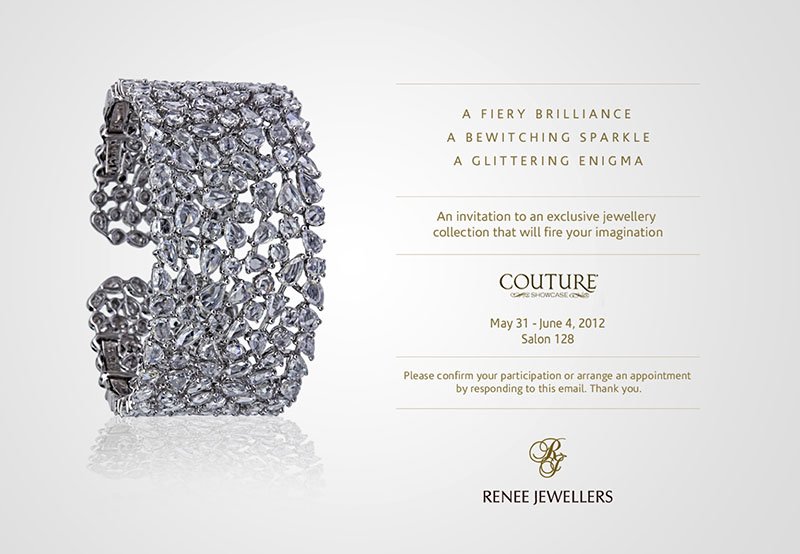 A FIERY BRILLIANCE
A BEWITCHING SPARKLE
A GLITTERING ENIGMA
An invitation to an exclusive jewellery
collection that will fire your imagination
COUTURE
SHOWCASE
May 31 - June 4, 2012
Salon 128
Please confirm your participation or arrange an appointment
by responding to this email. Thank you.
RJ
RENEE JEWELLERS